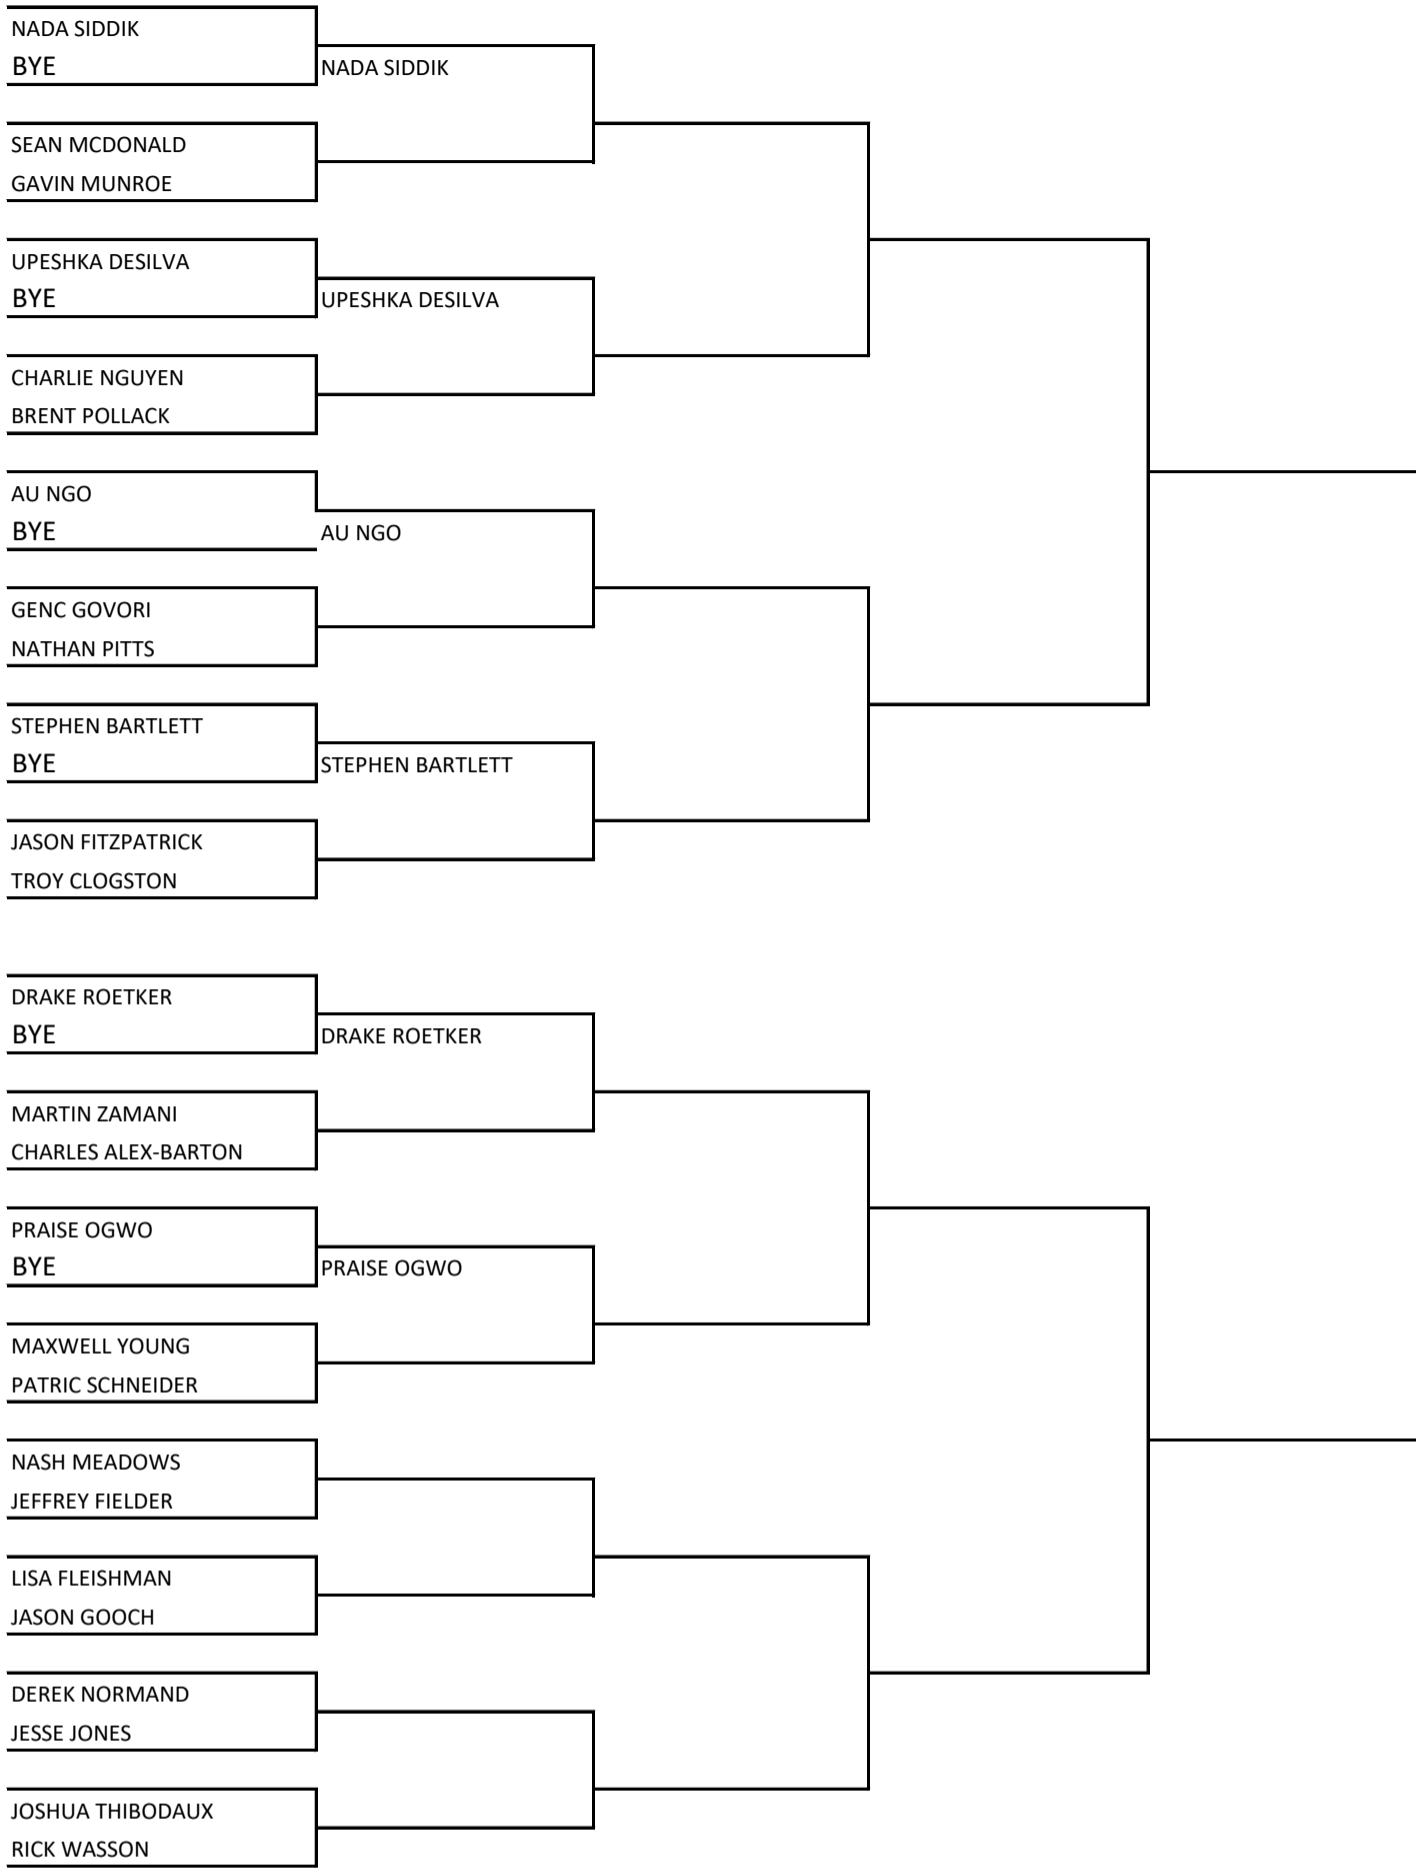 NADA SIDDIK
BYE
NADA SIDDIK
SEAN MCDONALD
GAVIN MUNROE
UPESHKA DESILVA
BYE
UPESHKA DESILVA
CHARLIE NGUYEN
BRENT POLLACK
AU NGO
BYE
AU NGO
GENC GOVORI
NATHAN PITTS
STEPHEN BARTLETT
BYE
STEPHEN BARTLETT
JASON FITZPATRICK
TROY CLOGSTON
DRAKE ROETKER
BYE
DRAKE ROETKER
MARTIN ZAMANI
CHARLES ALEX-BARTON
PRAISE OGWO
BYE
PRAISE OGWO
MAXWELL YOUNG
PATRIC SCHNEIDER
NASH MEADOWS
JEFFREY FIELDER
LISA FLEISHMAN
JASON GOOCH
DEREK NORMAND
JESSE JONES
JOSHUA THIBODAUX
RICK WASSON